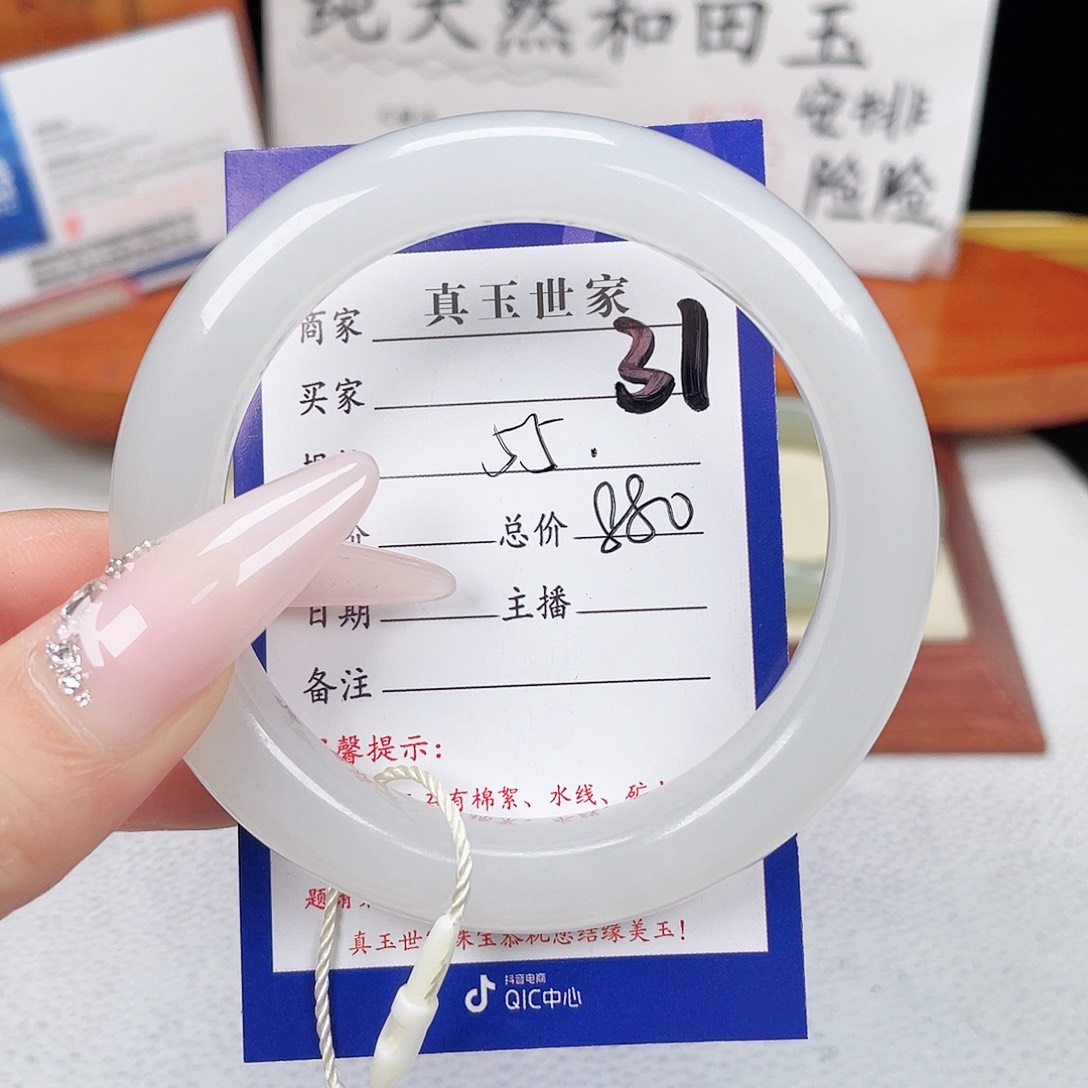 纯天然和田玉
安排
险险
真玉世家
商家
31
买家
55.
总价 880
日期 主播
备注
馨提示:
有棉絮、水线、矿
题
真玉世 珠宝恭祝您结缘美玉!
抖音电商
QIC中心